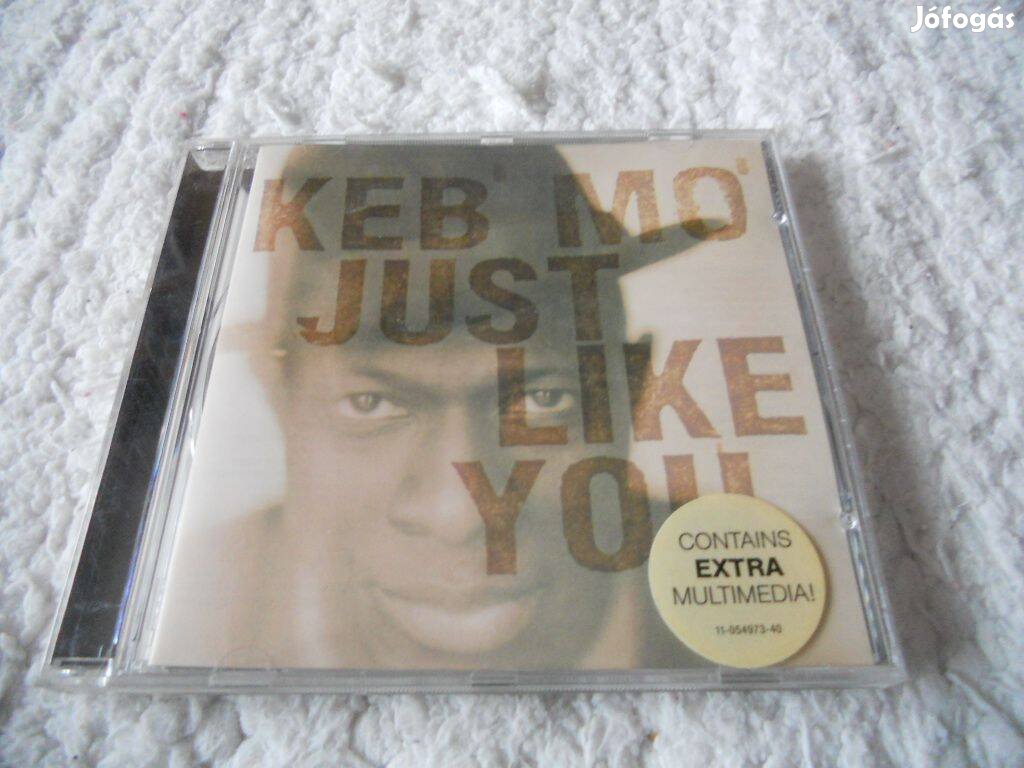 Jófogás
KEB' MO'
JUST
LIKE
YOU
CONTAINS
EXTRA
MULTIMEDIA!
11-054973-40